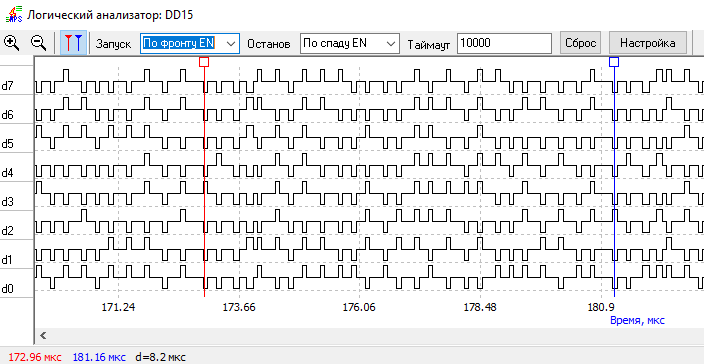 Логический анализатор: DD15
Запуск По фронту EN Останов По спаду EN Таймаут 10000 Сброс Настройка
d7
d6
d5
d4
d3
d2
d1
d0
171.24 173.66 176.06 178.48 180.9
Время, мкс
172.96 мкс 181.16 мкс d=8.2 мкс